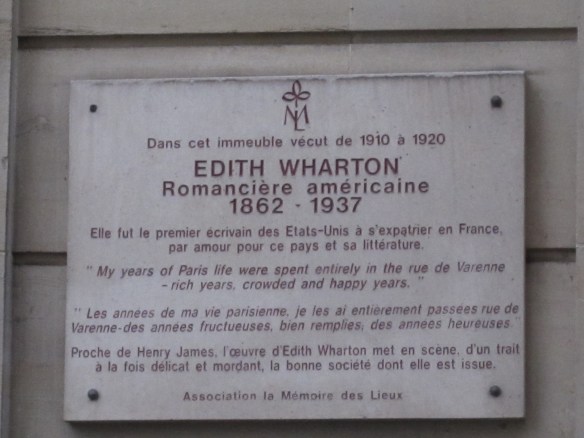 ML
Dans cet immeuble vécut de 1910 à 1920
EDITH WHARTON
Romancière américaine
1862 - 1937
Elle fut le premier écrivain des Etats-Unis à s'expatrier en France,
par amour pour ce pays et sa littérature.
" My years of Paris life were spent entirely in the rue de Varenne
- rich years, crowded and happy years. "
" Les années de ma vie parisienne, je les ai entièrement passées rue de
Varenne-des années fructueuses, bien remplies, des années heureuses."
Proche de Henry James, l'œuvre d'Edith Wharton met en scène, d'un trait
à la fois délicat et mordant, la bonne société dont elle est issue.
Association la Mémoire des Lieux